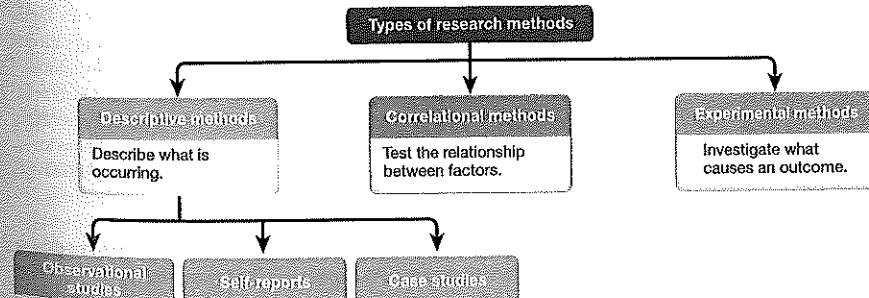 Types of research methods
Descriptive methods
Describe what is
occurring.
Correlational methods
Test the relationship
between factors.
Experimental methods
Investigate what
causes an outcome.
Observational
studies
Self-reports
Case studies